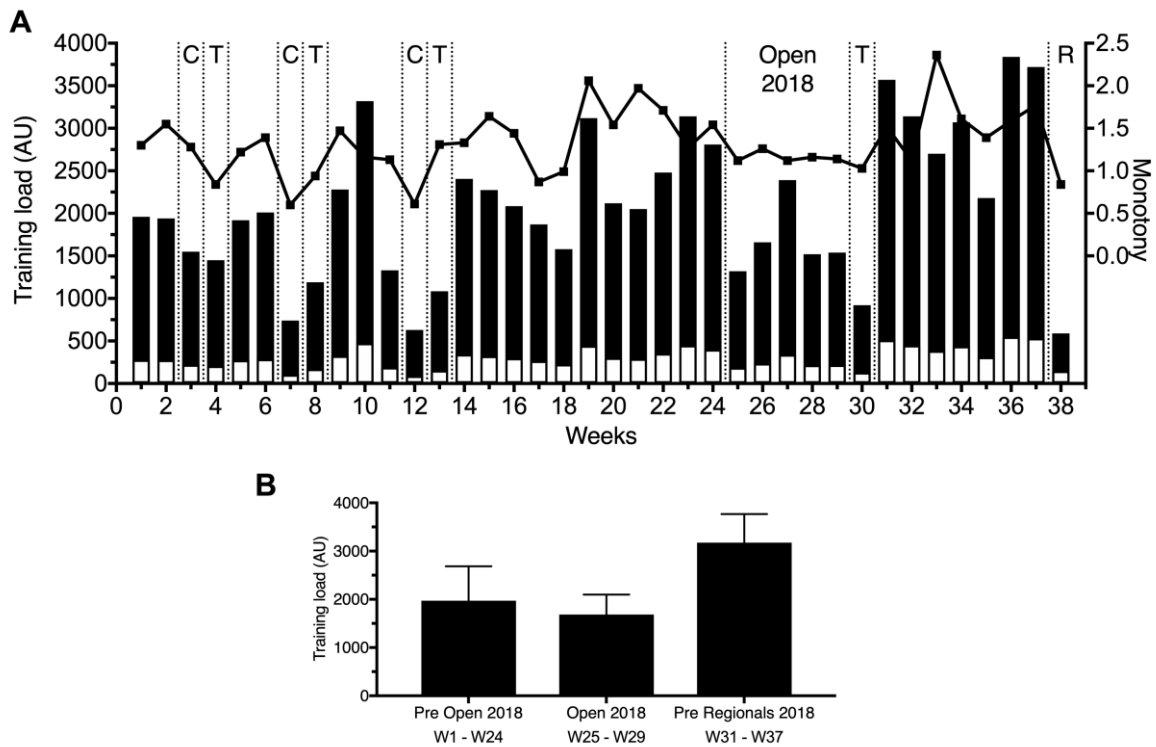 A
C T C T C T Open 2018 T R
4000
3500
3000
2500
2000
1500
1000
500
0
Training load (AU)
2.5
2.0
1.5
1.0
0.5
0.0
Monotony
0 2 4 6 8 10 12 14 16 18 20 22 24 26 28 30 32 34 36 38
Weeks
B
4000
3000
2000
1000
0
Training load (AU)
Pre Open 2018 Open 2018 Pre Regionals 2018
W1 - W24 W25 - W29 W31 - W37